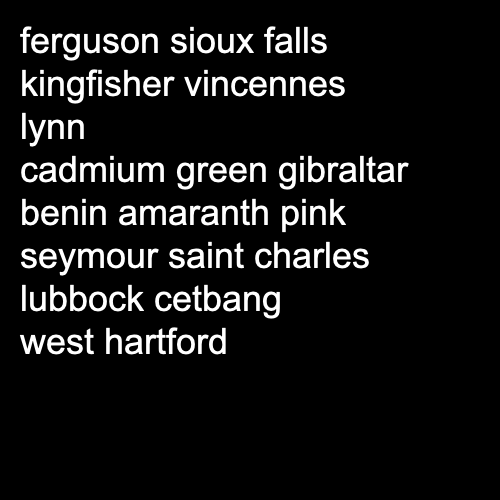 ferguson sioux falls
kingfisher vincennes
lynn
cadmium green gibraltar
benin amaranth pink
seymour saint charles
lubbock cetbang
west hartford